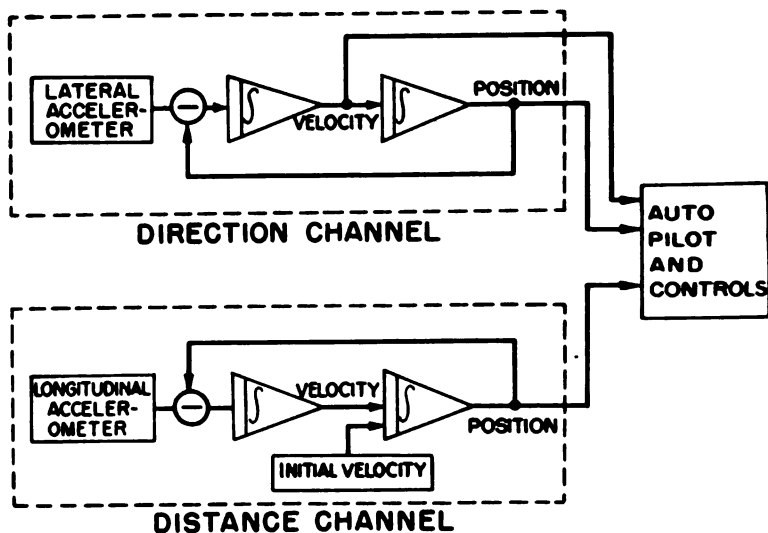 LATERAL
ACCELER-
OMETER
−
∫
VELOCITY
∫
POSITION
DIRECTION CHANNEL
AUTO
PILOT
AND
CONTROLS
LONGITUDINAL
ACCELER-
OMETER
−
∫
VELOCITY
∫
POSITION
INITIAL VELOCITY
DISTANCE CHANNEL